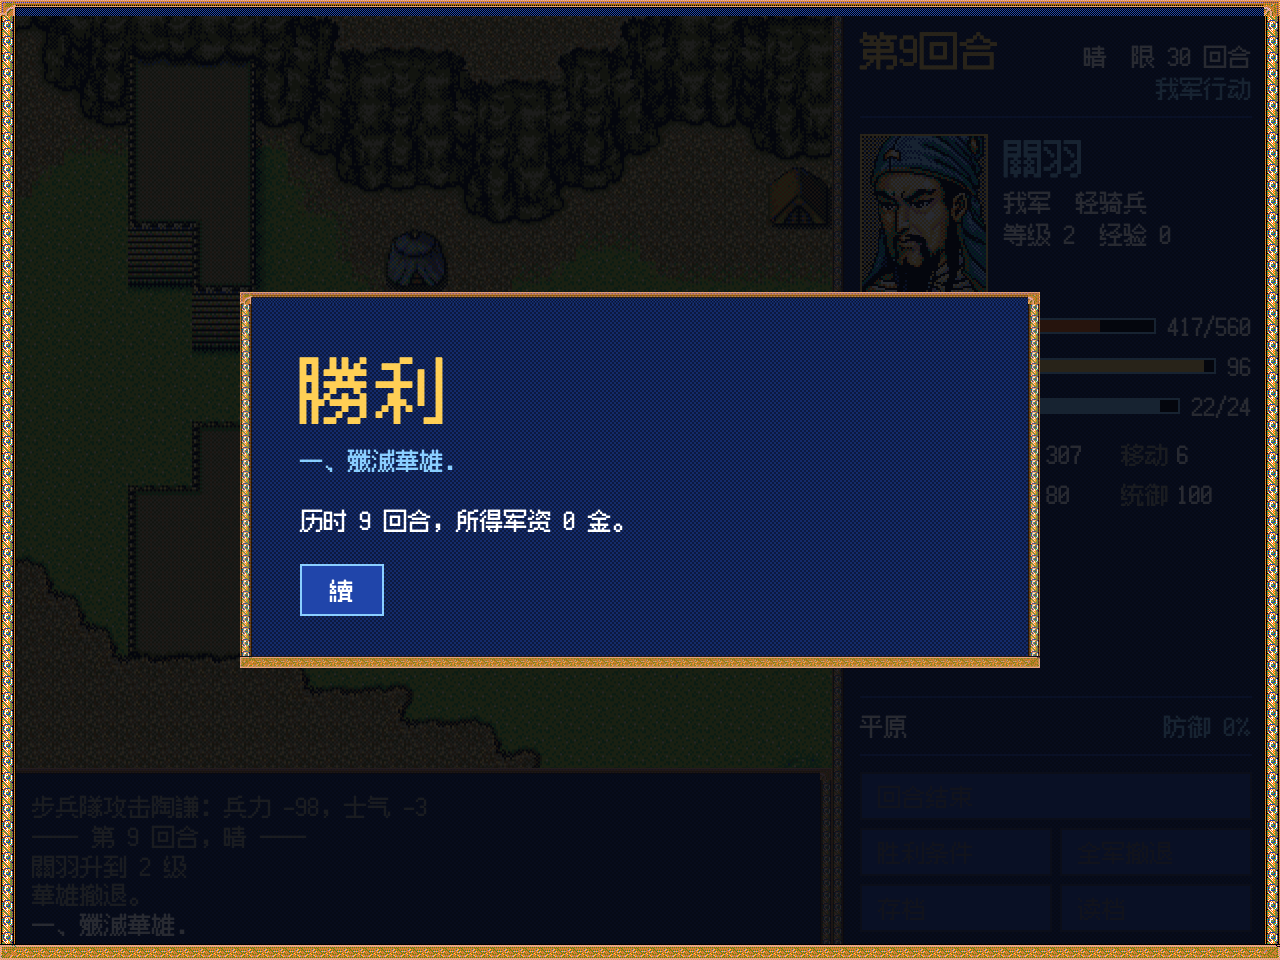 第9回合
晴 限 30 回合
我军行动
關羽
我军 轻骑兵
等级 2 经验 0
417/560
96
22/24
307 移动 6
80 统御 100
勝利
一、殲滅華雄.
历时 9 回合，所得军资 0 金。
續
平原 防御 0%
回合結束
胜利条件 全军撤退
存档 读档
步兵隊攻击陶謙：兵力 -98，士气 -3
—— 第 9 回合，晴 ——
關羽升到 2 级
華雄撤退。
一、殲滅華雄.